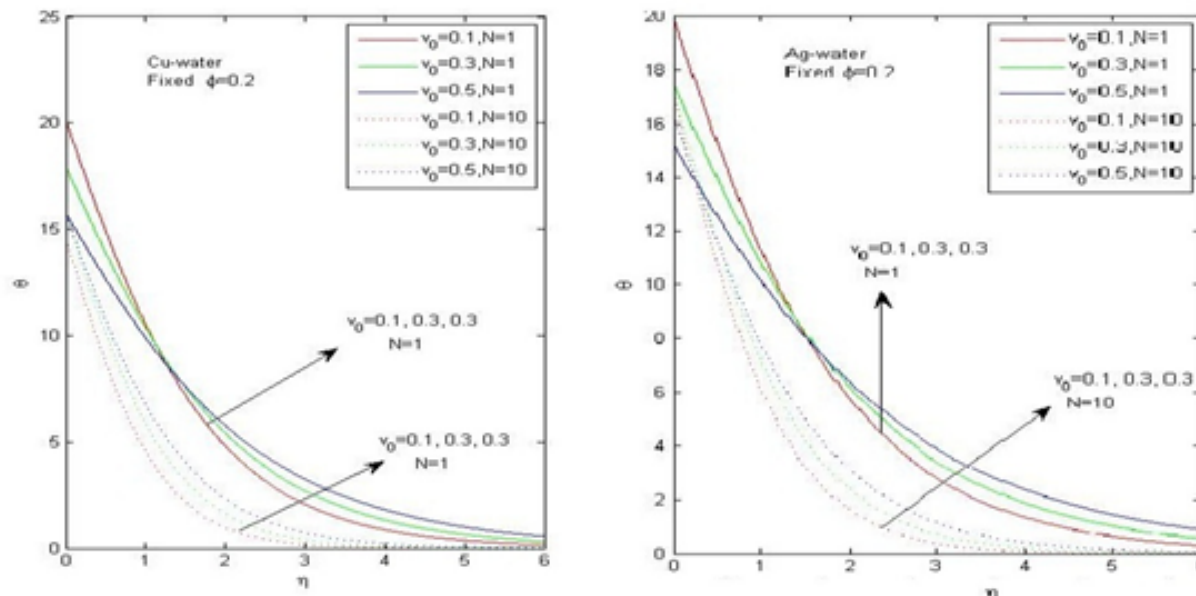 25
20
15
10
5
0
0
1
2
3
4
5
6
θ
η
Cu-water
Fixed ϕ=0.2
v0=0.1,N=1
v0=0.3,N=1
v0=0.5,N=1
v0=0.1,N=10
v0=0.3,N=10
v0=0.5,N=10
v0=0.1, 0.3, 0.3
N=1
v0=0.1, 0.3, 0.3
N=1
20
18
16
14
12
10
0
6
4
2
0
0
1
2
3
4
5
θ
η
Ag-water
Fixed ϕ=0.2
v0=0.1,N=1
v0=0.3,N=1
v0=0.5,N=1
v0=0.1,N=10
v0=0.3,N=10
v0=0.5,N=10
v0=0.1, 0.3, 0.3
N=1
v0=0.1, 0.3, 0.3
N=10